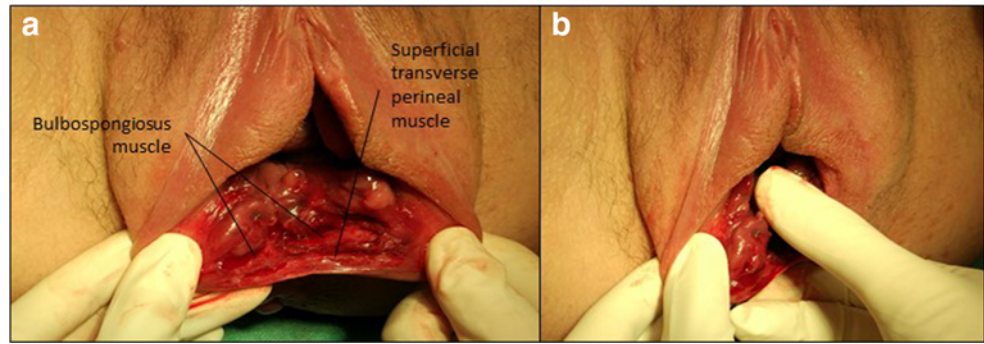 a
Superficial
transverse
perineal
muscle
Bulbospongiosus
muscle
b